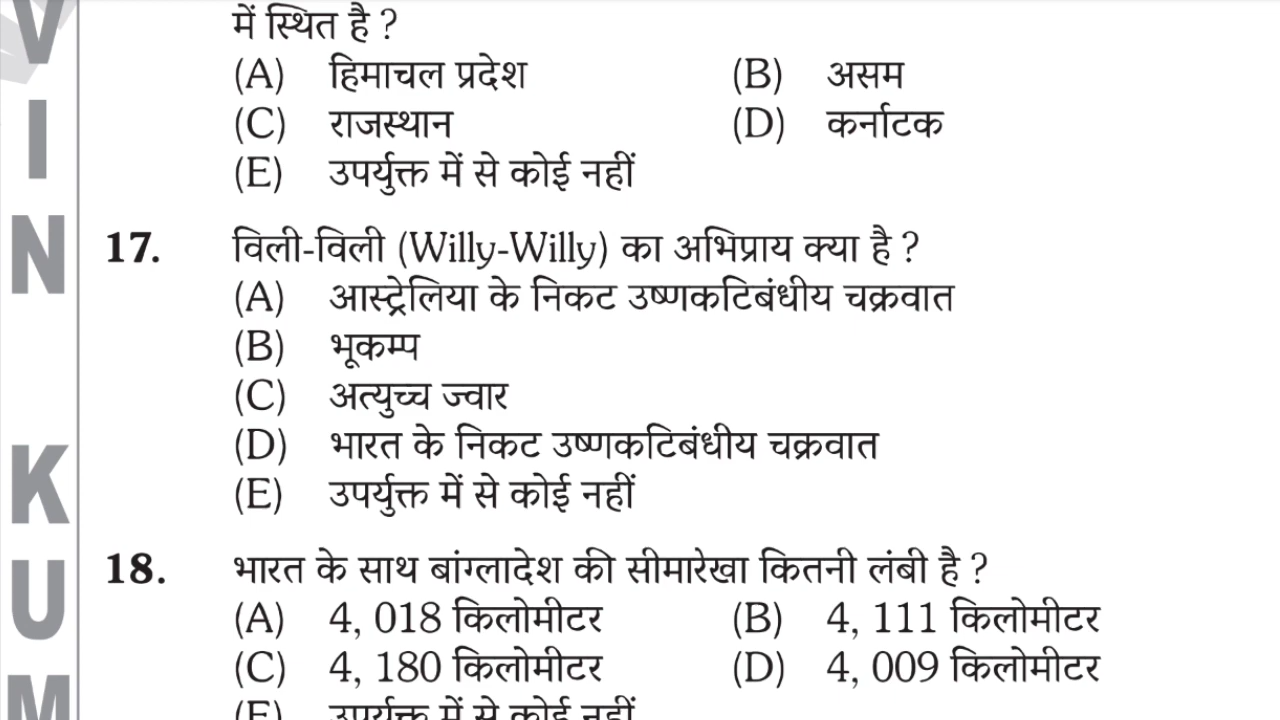 में स्थित है ?
(A) हिमाचल प्रदेश (B) असम
(C) राजस्थान (D) कर्नाटक
(E) उपर्युक्त में से कोई नहीं
17. विली-विली (Willy-Willy) का अभिप्राय क्या है ?
(A) आस्ट्रेलिया के निकट उष्णकटिबंधीय चक्रवात
(B) भूकम्प
(C) अत्युच्च ज्वार
(D) भारत के निकट उष्णकटिबंधीय चक्रवात
(E) उपर्युक्त में से कोई नहीं
18. भारत के साथ बांग्लादेश की सीमारेखा कितनी लंबी है ?
(A) 4, 018 किलोमीटर (B) 4, 111 किलोमीटर
(C) 4, 180 किलोमीटर (D) 4, 009 किलोमीटर
(E) उपर्युक्त में से कोई नहीं
V
I
N
K
U
M